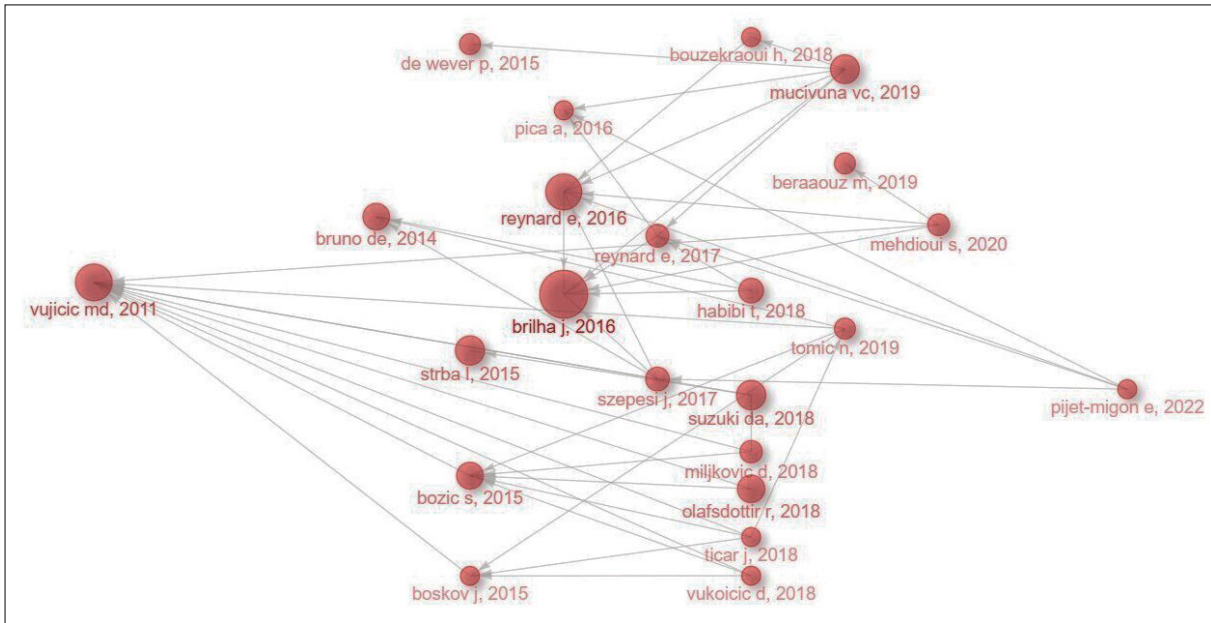 de wever p, 2015
bouzekraoui h, 2018
mucivuna vc, 2019
pica a, 2016
beraaouz m, 2019
reynard e, 2016
bruno de, 2014
mehdioui s, 2020
reynard e, 2017
vujicic md, 2011
habibi t, 2018
brilha j, 2016
tomic n, 2019
strba l, 2015
szepesi j, 2017
pijet-migon e, 2022
suzuki da, 2018
miljkovic d, 2018
bozic s, 2015
olafsdottir r, 2018
ticar j, 2018
boskov j, 2015
vukoicic d, 2018